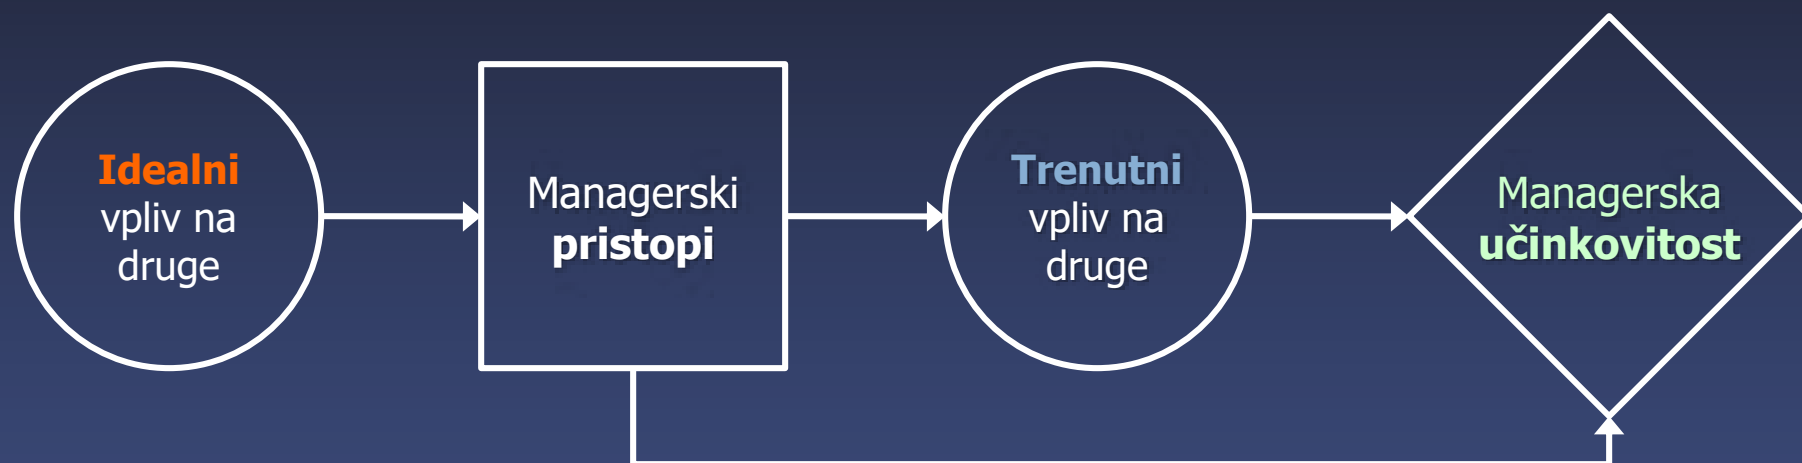 Idealni
vpliv na
druge
Managerski
pristopi
Trenutni
vpliv na
druge
Managerska
učinkovitost